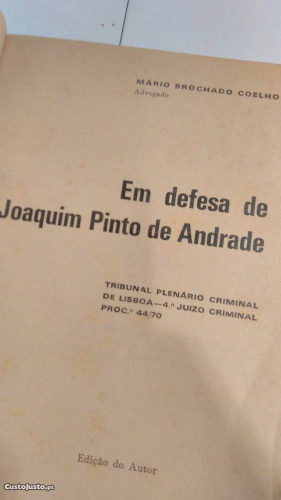 MÁRIO BROCHADO COELHO
Advogado
Em defesa de
Joaquim Pinto de Andrade
TRIBUNAL PLENÁRIO CRIMINAL
DE LISBOA—4.º JUÍZO CRIMINAL
PROC.º 44/70
Edição do Autor
CustoJusto.pt